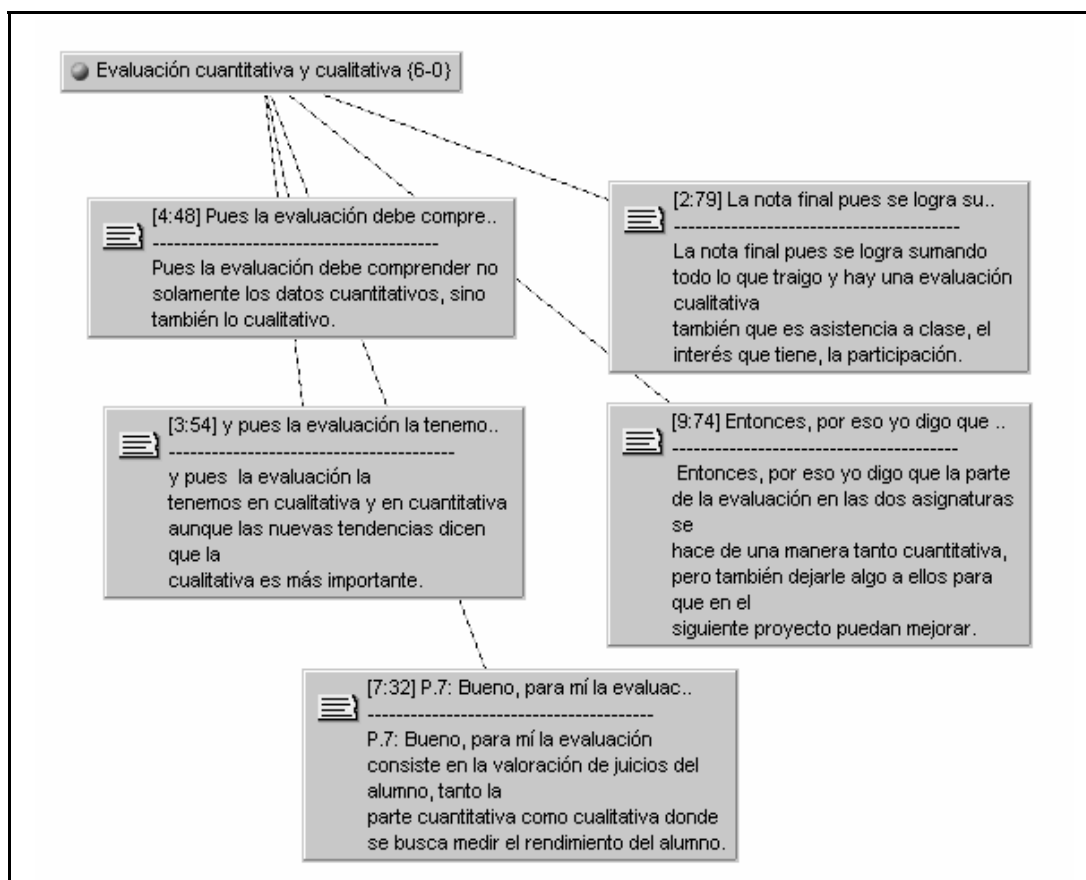 Evaluación cuantitativa y cualitativa {6-0}
[4:48] Pues la evaluación debe compre..
---------------------------------------
Pues la evaluación debe comprender no
solamente los datos cuantitativos, sino
también lo cualitativo.
[2:79] La nota final pues se logra su..
---------------------------------------
La nota final pues se logra sumando
todo lo que traigo y hay una evaluación
cualitativa
también que es asistencia a clase, el
interés que tiene, la participación.
[3:54] y pues la evaluación la tenemo..
---------------------------------------
y pues la evaluación la
tenemos en cualitativa y en cuantitativa
aunque las nuevas tendencias dicen
que la
cualitativa es más importante.
[9:74] Entonces, por eso yo digo que ..
---------------------------------------
Entonces, por eso yo digo que la parte
de la evaluación en las dos asignaturas
se
hace de una manera tanto cuantitativa,
pero también dejarle algo a ellos para
que en el
siguiente proyecto puedan mejorar.
[7:32] P.7: Bueno, para mí la evaluac..
---------------------------------------
P.7: Bueno, para mí la evaluación
consiste en la valoración de juicios del
alumno, tanto la
parte cuantitativa como cualitativa donde
se busca medir el rendimiento del alumno.